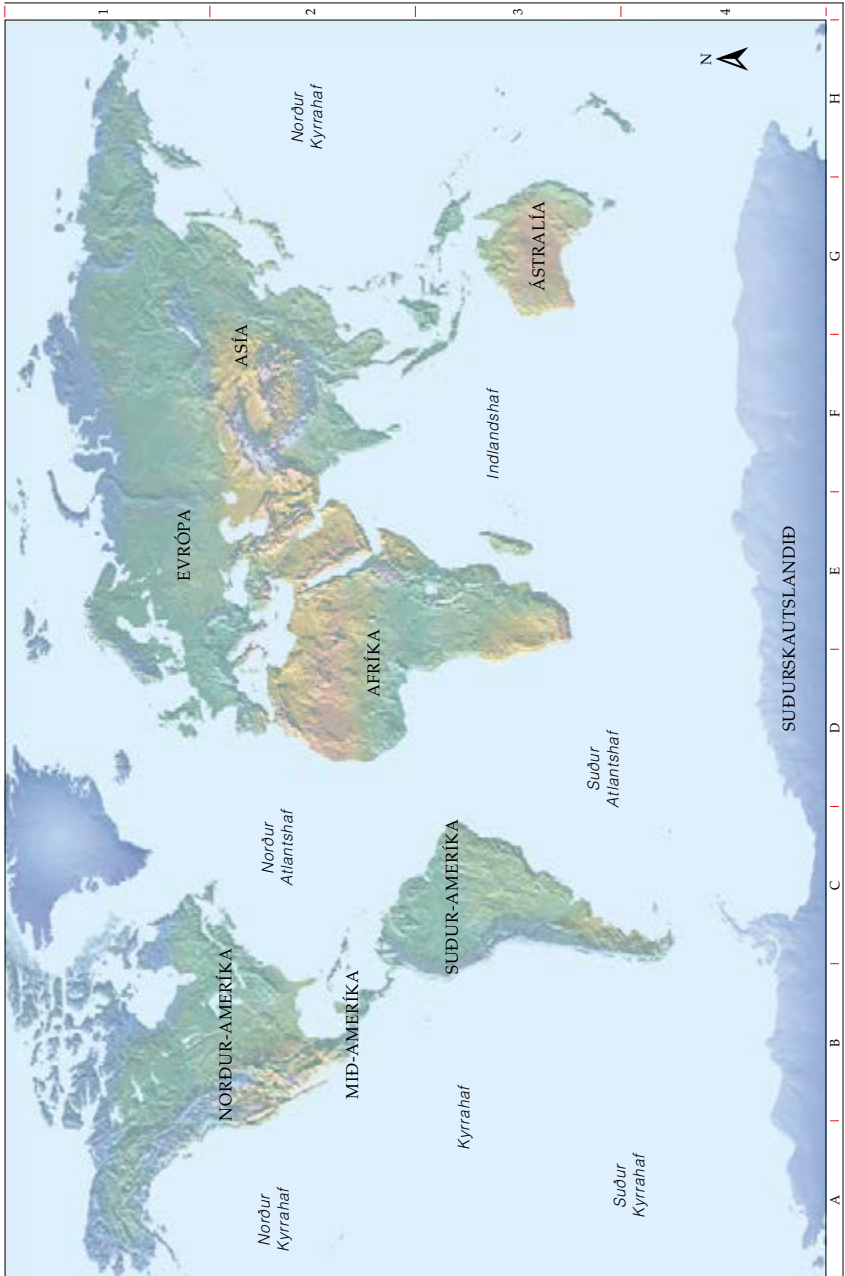 1
2
3
4
A
B
C
D
E
F
G
H
N
NORÐUR-AMERÍKA
MIÐ-AMERÍKA
SUÐUR-AMERÍKA
EVRÓPA
AFRÍKA
ASÍA
ÁSTRALÍA
SUÐURSKAUTSLANDIÐ
Norður
Kyrrahaf
Norður
Atlantshaf
Norður
Kyrrahaf
Kyrrahaf
Indlandshaf
Suður
Kyrrahaf
Suður
Atlantshaf